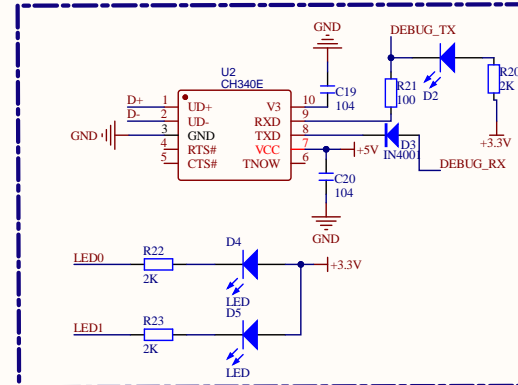 GND
DEBUG_TX
U2
CH340E
D+ 1 UD+ V3 10
C19
104
R21
100
D2
R20
2K
D- 2 UD- RXD 9
GND 3 GND TXD 8
D3
IN4001
4 RTS# VCC 7
+5V
+3.3V
5 CTS# TNOW 6
DEBUG_RX
C20
104
GND
LED0
R22
2K
D4
LED
+3.3V
LED1
R23
2K
D5
LED